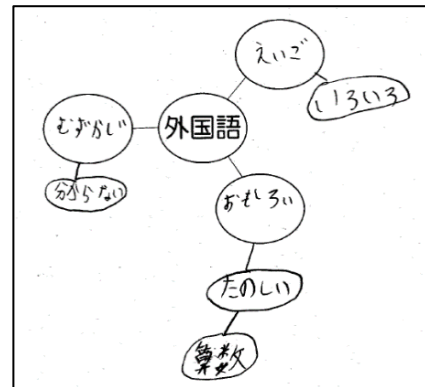 えいご
いろいろ
むずかしい
外国語
分からない
おもしろい
たのしい
算数